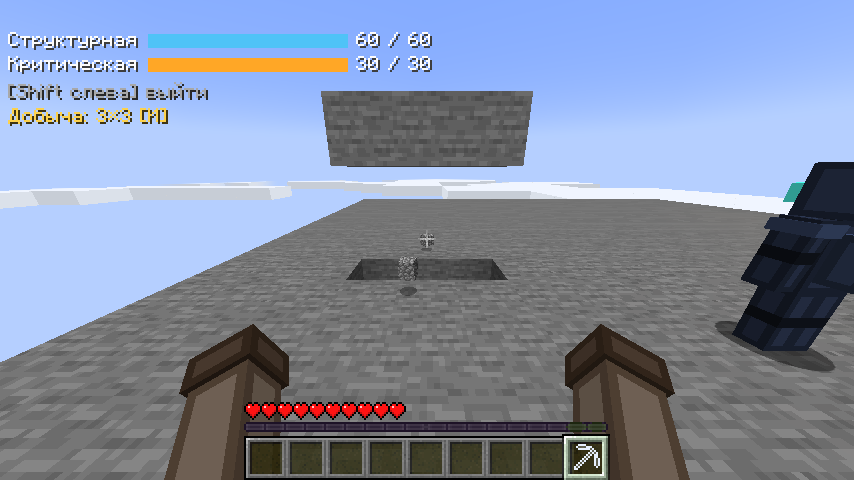 Структурная 60 / 60
Критическая 30 / 30
[Shift слева] выйти
Добыча: 3×3 [M]